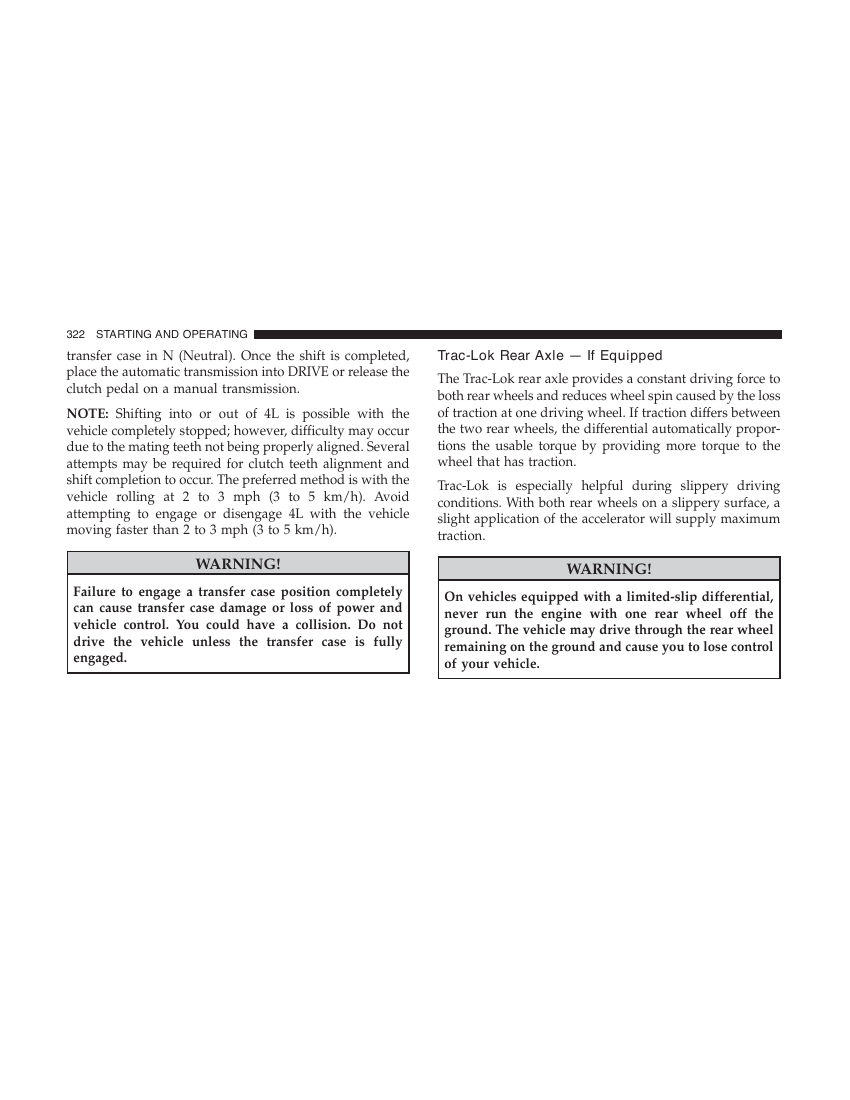 322 STARTING AND OPERATING
transfer case in N (Neutral). Once the shift is completed,
place the automatic transmission into DRIVE or release the
clutch pedal on a manual transmission.
NOTE: Shifting into or out of 4L is possible with the
vehicle completely stopped; however, difficulty may occur
due to the mating teeth not being properly aligned. Several
attempts may be required for clutch teeth alignment and
shift completion to occur. The preferred method is with the
vehicle rolling at 2 to 3 mph (3 to 5 km/h). Avoid
attempting to engage or disengage 4L with the vehicle
moving faster than 2 to 3 mph (3 to 5 km/h).
WARNING!
Failure to engage a transfer case position completely
can cause transfer case damage or loss of power and
vehicle control. You could have a collision. Do not
drive the vehicle unless the transfer case is fully
engaged.
Trac-Lok Rear Axle — If Equipped
The Trac-Lok rear axle provides a constant driving force to
both rear wheels and reduces wheel spin caused by the loss
of traction at one driving wheel. If traction differs between
the two rear wheels, the differential automatically propor-
tions the usable torque by providing more torque to the
wheel that has traction.
Trac-Lok is especially helpful during slippery driving
conditions. With both rear wheels on a slippery surface, a
slight application of the accelerator will supply maximum
traction.
WARNING!
On vehicles equipped with a limited-slip differential,
never run the engine with one rear wheel off the
ground. The vehicle may drive through the rear wheel
remaining on the ground and cause you to lose control
of your vehicle.